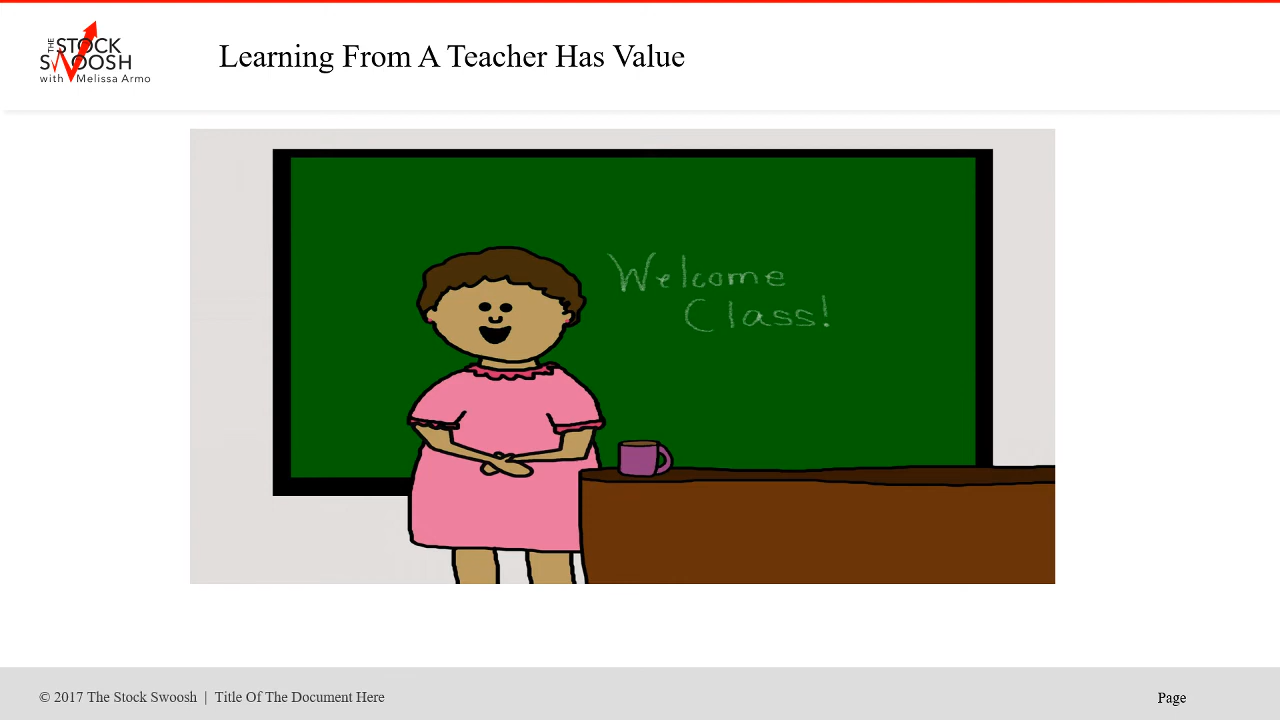 THE
STOCK
SWOOSH
with Melissa Armo
Learning From A Teacher Has Value
Welcome
Class!
© 2017 The Stock Swoosh | Title Of The Document Here
Page